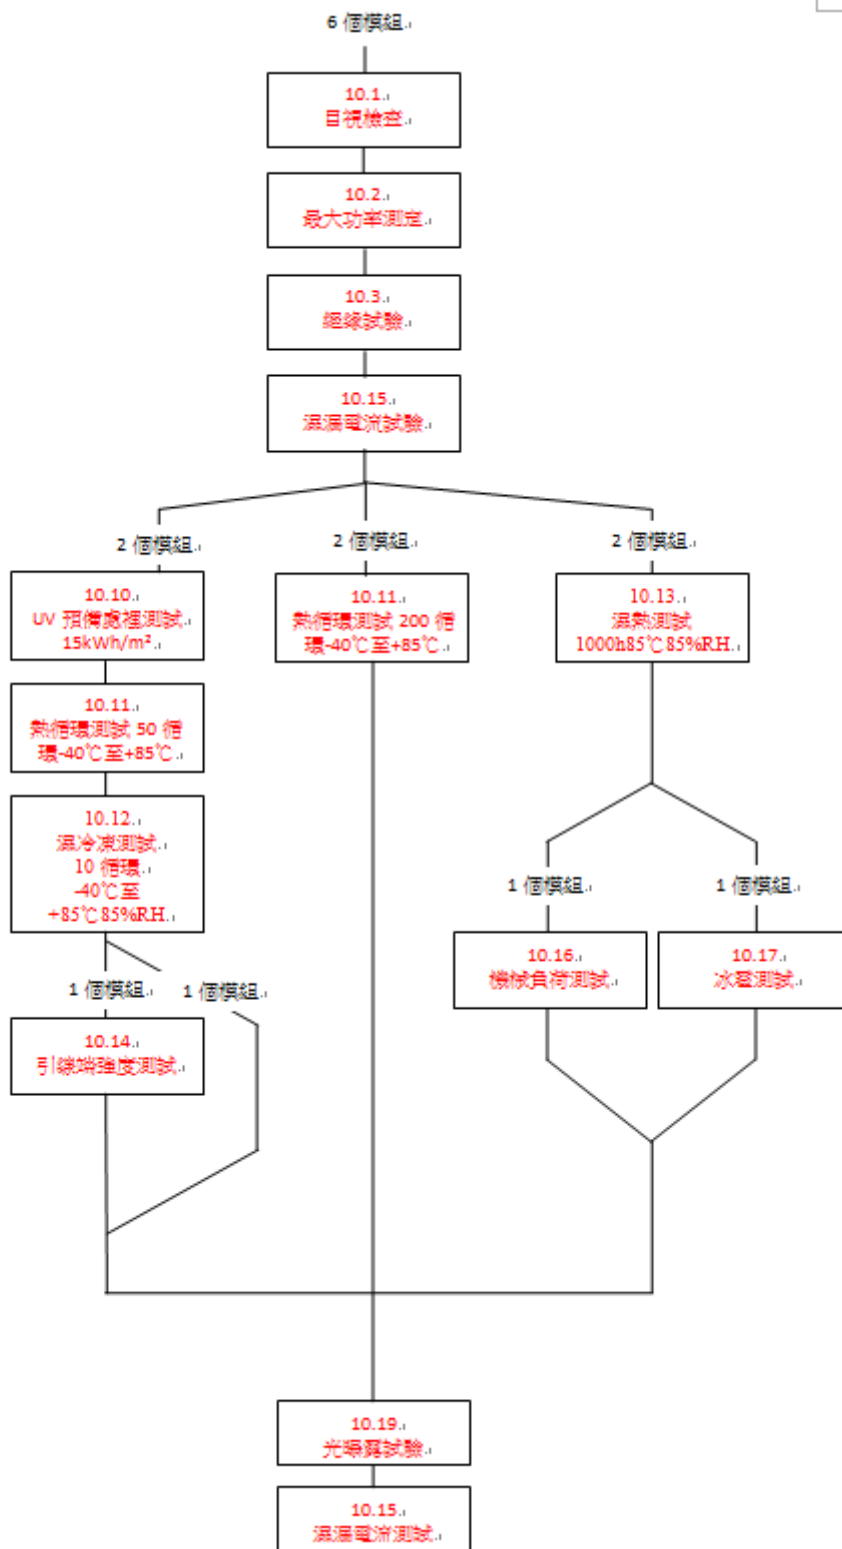 6 個模組
10.1
目視檢查
10.2
最大功率測定
10.3
絕緣試驗
10.15
濕漏電流試驗
2 個模組
2 個模組
2 個模組
10.10
UV 預備處裡測試
15kWh/m²
10.11
熱循環測試 200 循
環-40℃至+85℃
10.13
濕熱測試
1000h85℃85%RH
10.11
熱循環測試 50 循
環-40℃至+85℃
10.12
濕冷凍測試
10 循環
-40℃至
+85℃85%RH
1 個模組
1 個模組
10.16
機械負荷測試
10.17
冰雹測試
1 個模組
1 個模組
10.14
引線端強度測試
10.19
光曝露試驗
10.15
濕漏電流測試